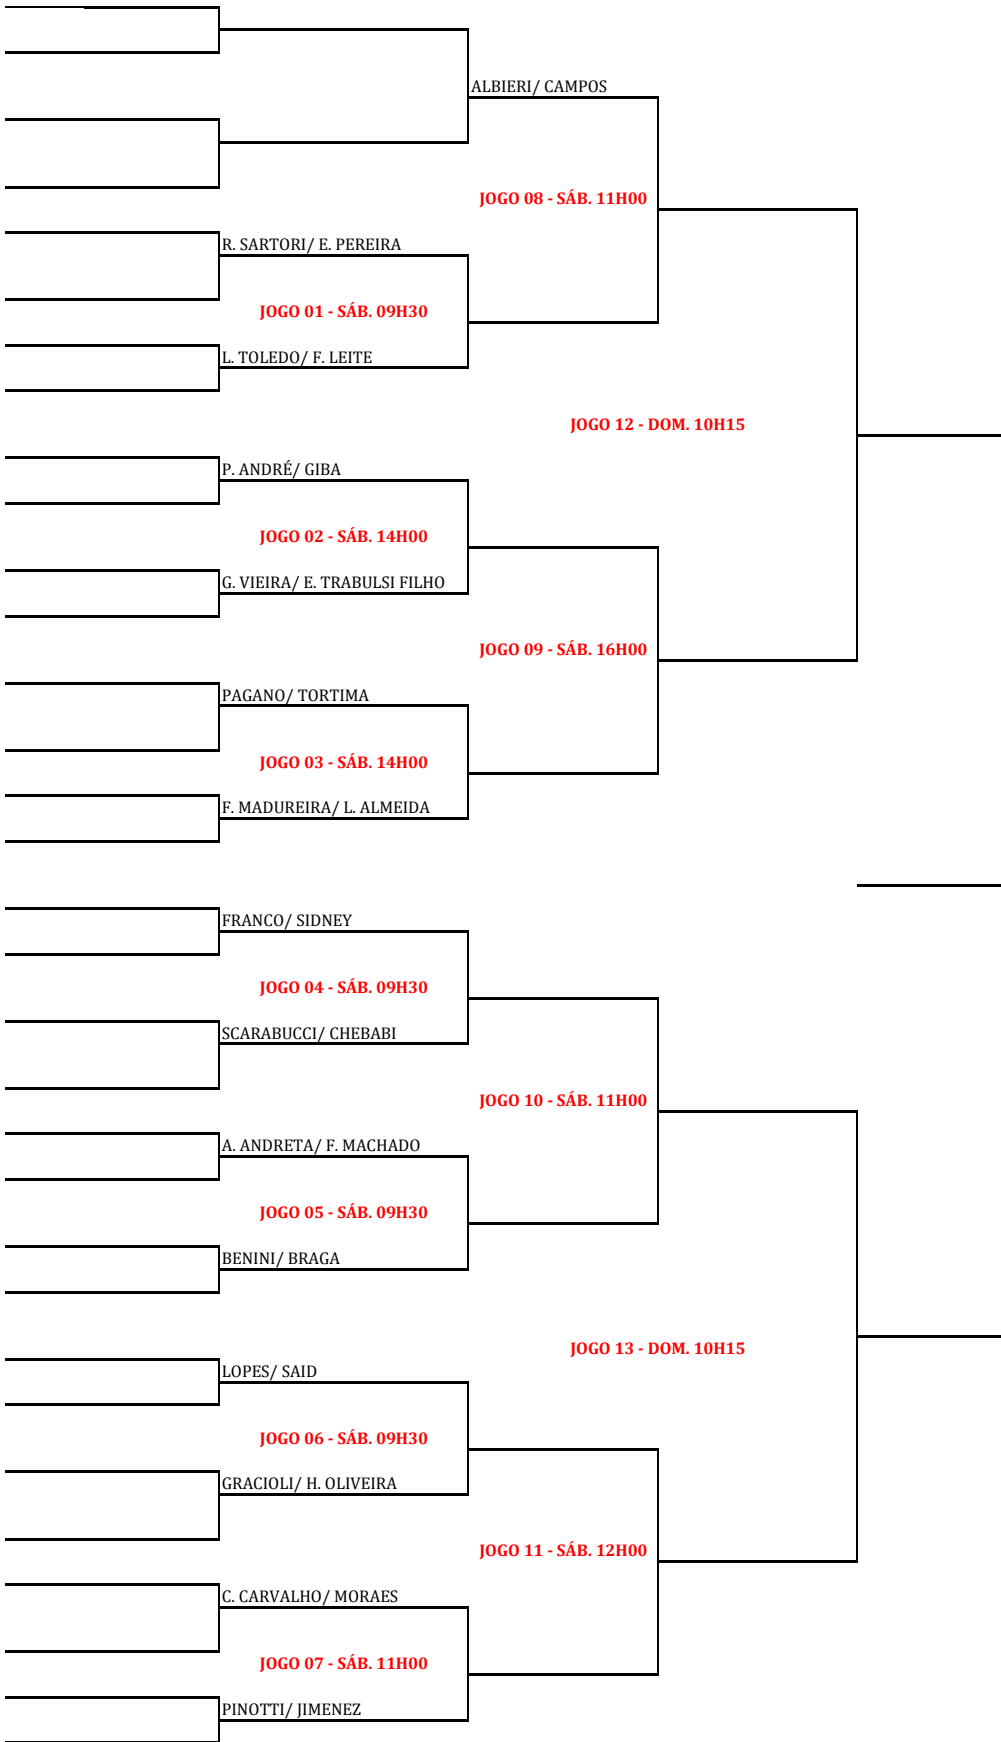 ALBIERI/ CAMPOS
JOGO 08 - SÁB. 11H00
R. SARTORI/ E. PEREIRA
JOGO 01 - SÁB. 09H30
L. TOLEDO/ F. LEITE
JOGO 12 - DOM. 10H15
P. ANDRÉ/ GIBA
JOGO 02 - SÁB. 14H00
G. VIEIRA/ E. TRABULSI FILHO
JOGO 09 - SÁB. 16H00
PAGANO/ TORTIMA
JOGO 03 - SÁB. 14H00
F. MADUREIRA/ L. ALMEIDA
FRANCO/ SIDNEY
JOGO 04 - SÁB. 09H30
SCARABUCCI/ CHEBABI
JOGO 10 - SÁB. 11H00
A. ANDRETA/ F. MACHADO
JOGO 05 - SÁB. 09H30
BENINI/ BRAGA
JOGO 13 - DOM. 10H15
LOPES/ SAID
JOGO 06 - SÁB. 09H30
GRACIOLI/ H. OLIVEIRA
JOGO 11 - SÁB. 12H00
C. CARVALHO/ MORAES
JOGO 07 - SÁB. 11H00
PINOTTI/ JIMENEZ